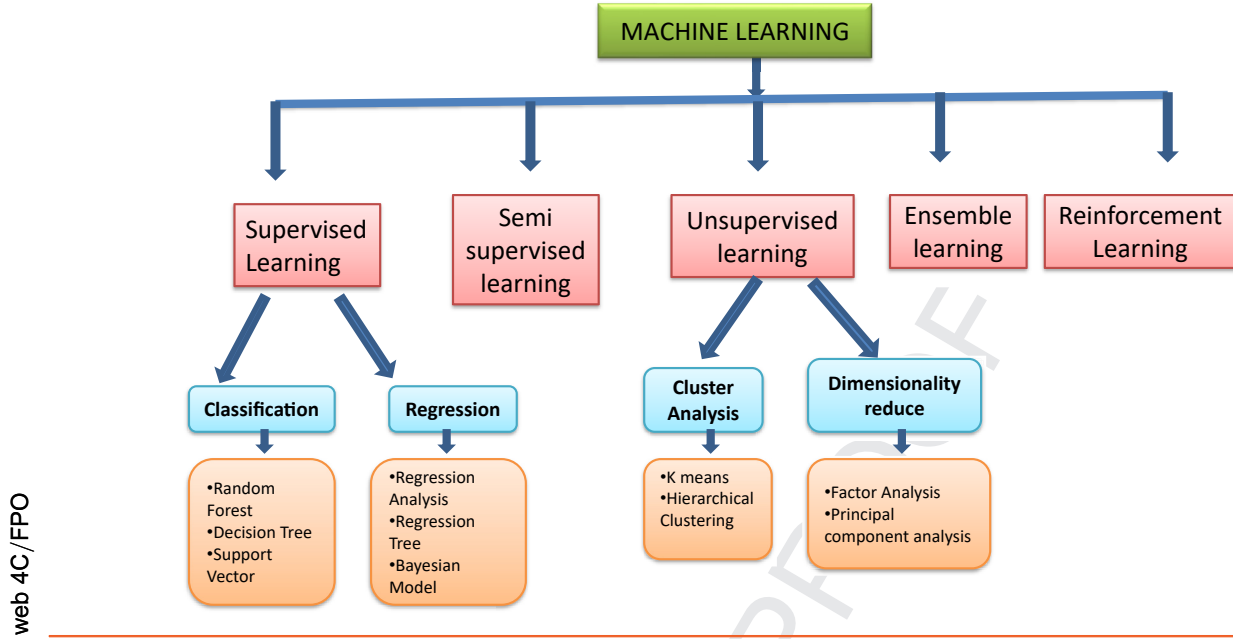 MACHINE LEARNING
Supervised
Learning
Semi
supervised
learning
Unsupervised
learning
Ensemble
learning
Reinforcement
Learning
Classification
Regression
Cluster
Analysis
Dimensionality
reduce
•Random
Forest
•Decision Tree
•Support
Vector
•Regression
Analysis
•Regression
Tree
•Bayesian
Model
•K means
•Hierarchical
Clustering
•Factor Analysis
•Principal
component analysis
web 4C/FPO
PROOF